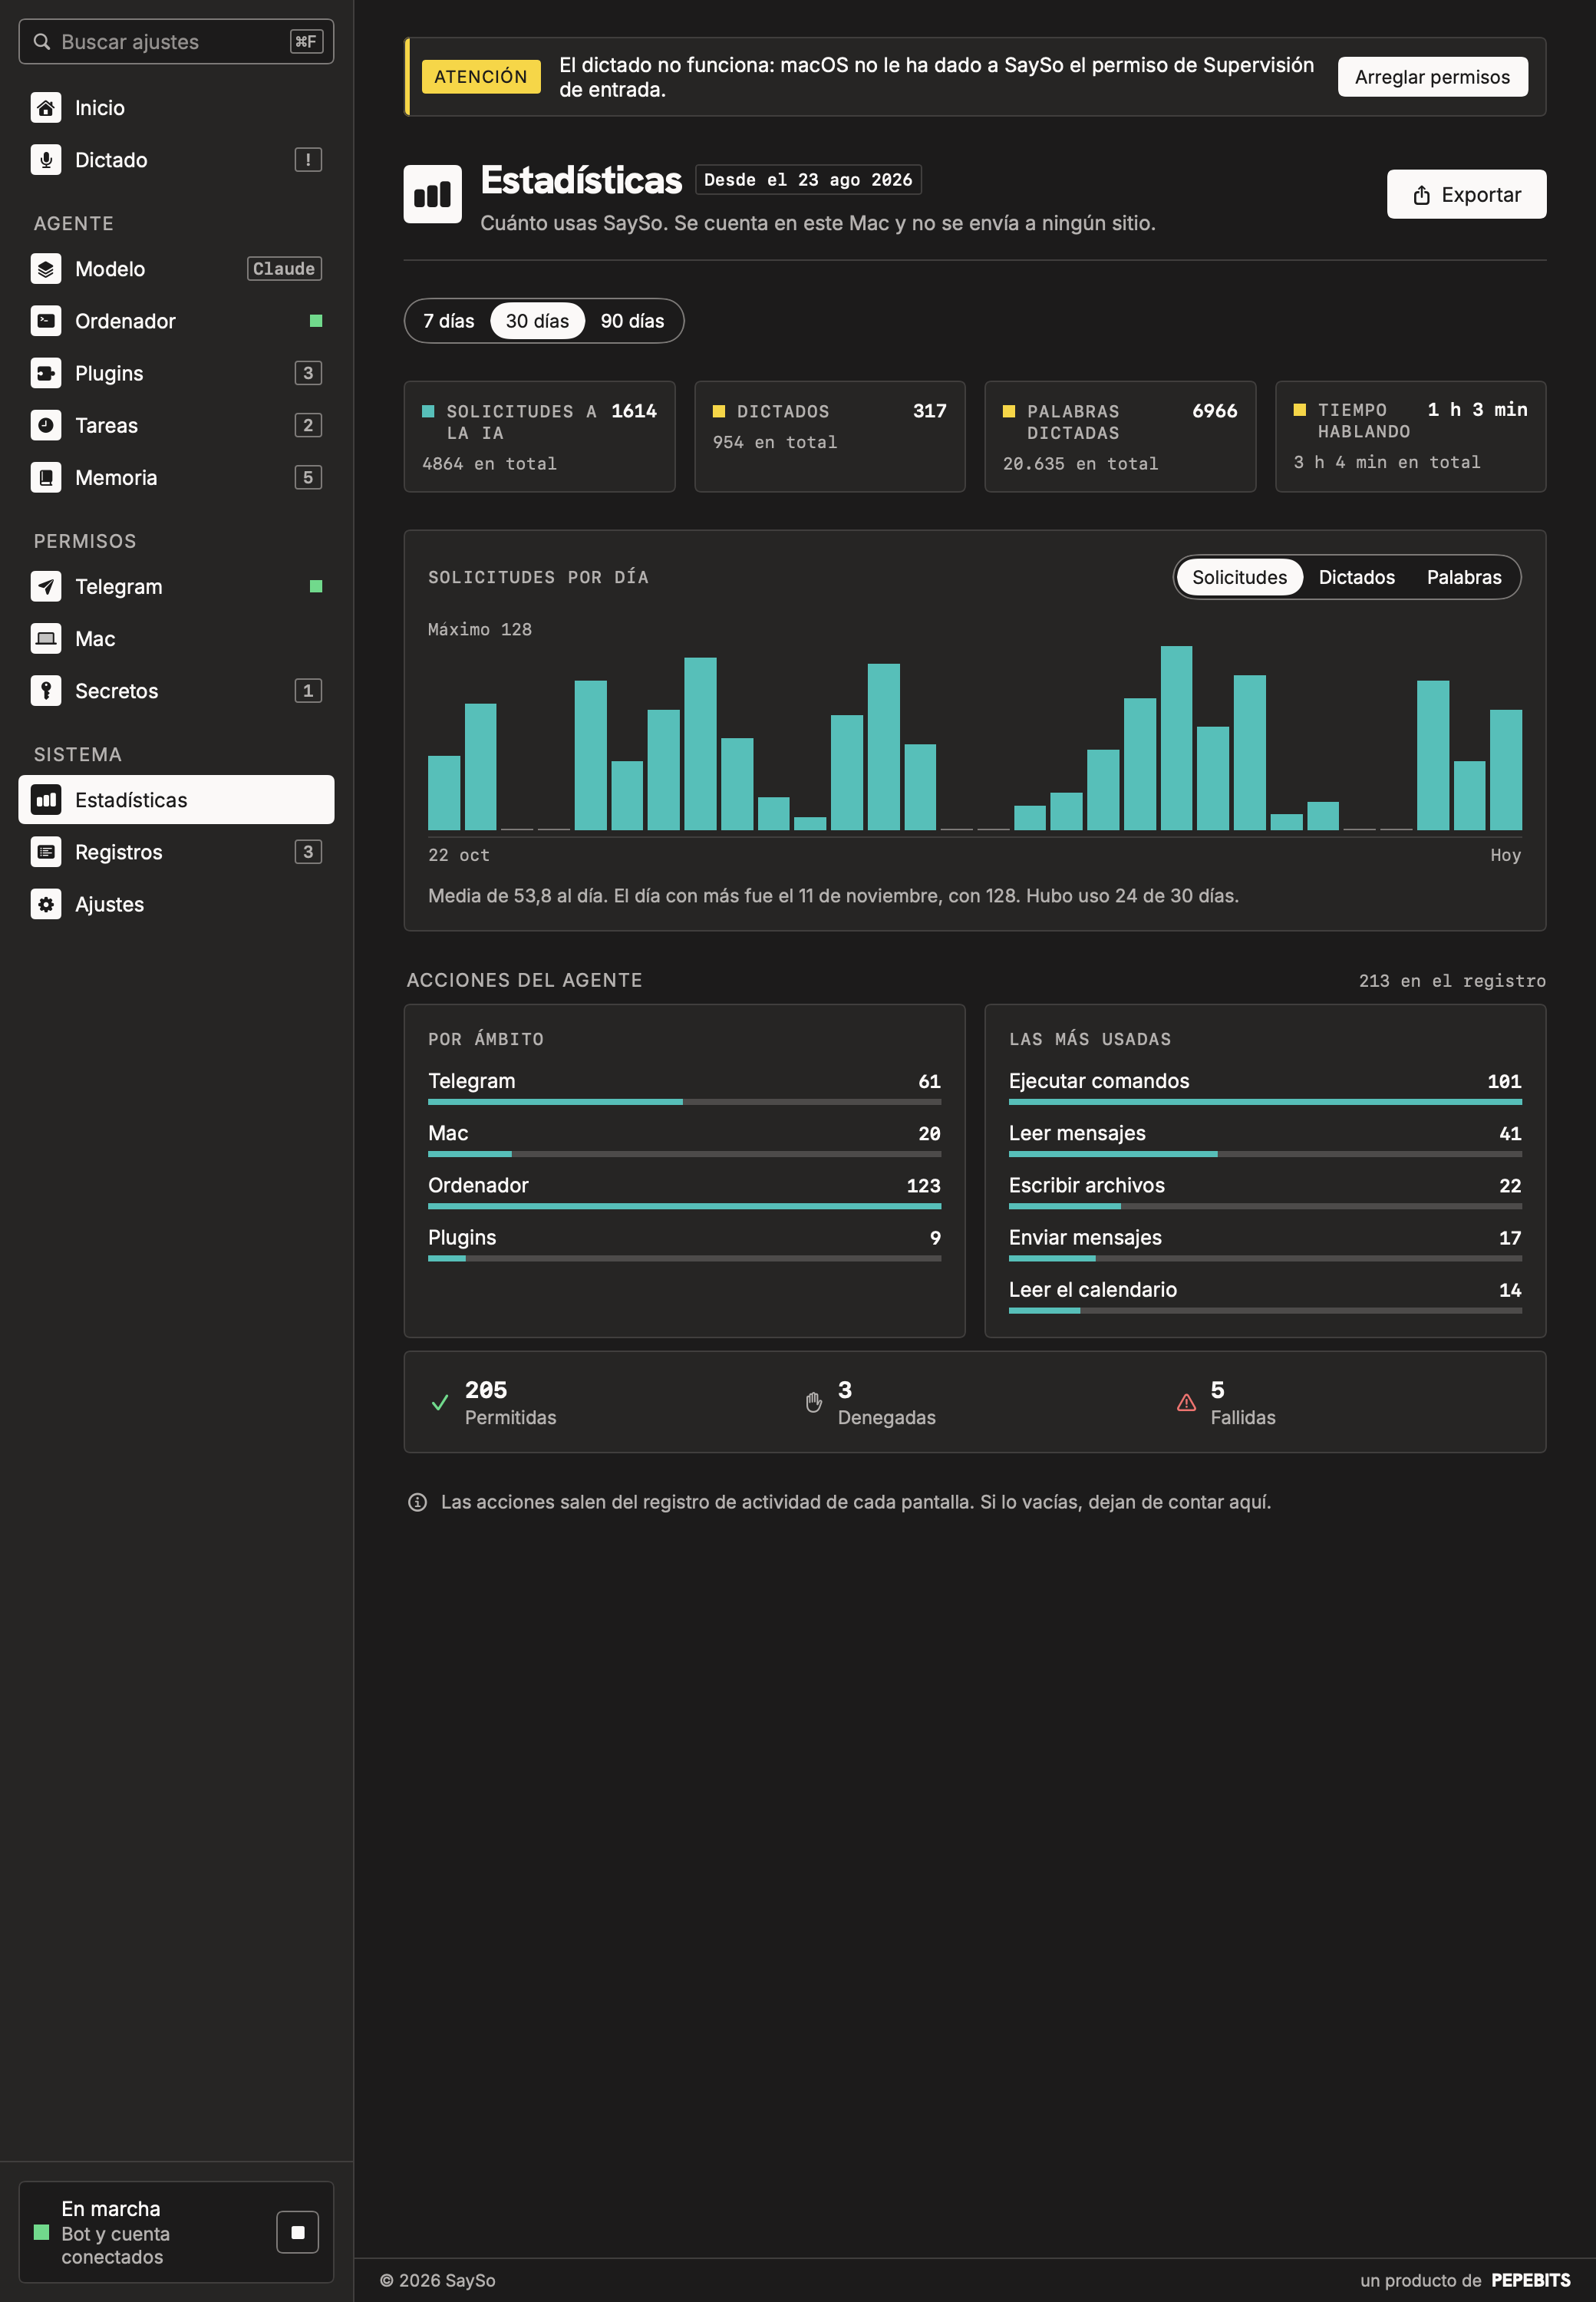 Buscar ajustes ⌘F
Inicio
Dictado !
AGENTE
Modelo Claude
Ordenador
Plugins 3
Tareas 2
Memoria 5
PERMISOS
Telegram
Mac
Secretos 1
SISTEMA
Estadísticas
Registros 3
Ajustes
En marcha
Bot y cuenta
conectados
ATENCIÓN
El dictado no funciona: macOS no le ha dado a SaySo el permiso de Supervisión
de entrada.
Arreglar permisos
Estadísticas Desde el 23 ago 2026
Cuánto usas SaySo. Se cuenta en este Mac y no se envía a ningún sitio.
Exportar
7 días 30 días 90 días
SOLICITUDES A 1614
LA IA
4864 en total
DICTADOS 317
954 en total
PALABRAS 6966
DICTADAS
20.635 en total
TIEMPO 1 h 3 min
HABLANDO
3 h 4 min en total
SOLICITUDES POR DÍA
Solicitudes Dictados Palabras
Máximo 128
22 oct Hoy
Media de 53,8 al día. El día con más fue el 11 de noviembre, con 128. Hubo uso 24 de 30 días.
ACCIONES DEL AGENTE 213 en el registro
POR ÁMBITO
Telegram 61
Mac 20
Ordenador 123
Plugins 9
LAS MÁS USADAS
Ejecutar comandos 101
Leer mensajes 41
Escribir archivos 22
Enviar mensajes 17
Leer el calendario 14
205
Permitidas
3
Denegadas
5
Fallidas
Las acciones salen del registro de actividad de cada pantalla. Si lo vacías, dejan de contar aquí.
© 2026 SaySo un producto de PEPEBITS